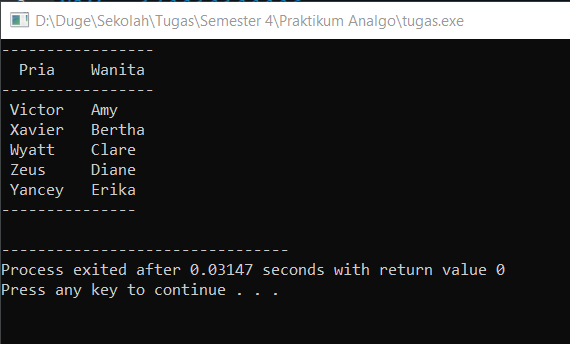 D:\Duge\Sekolah\Tugas\Semester 4\Praktikum Analgo\tugas.exe
-----------------
Pria    Wanita
-----------------
Victor   Amy
Xavier   Bertha
Wyatt    Clare
Zeus     Diane
Yancey   Erika
---------------
--------------------------------
Process exited after 0.03147 seconds with return value 0
Press any key to continue . . .